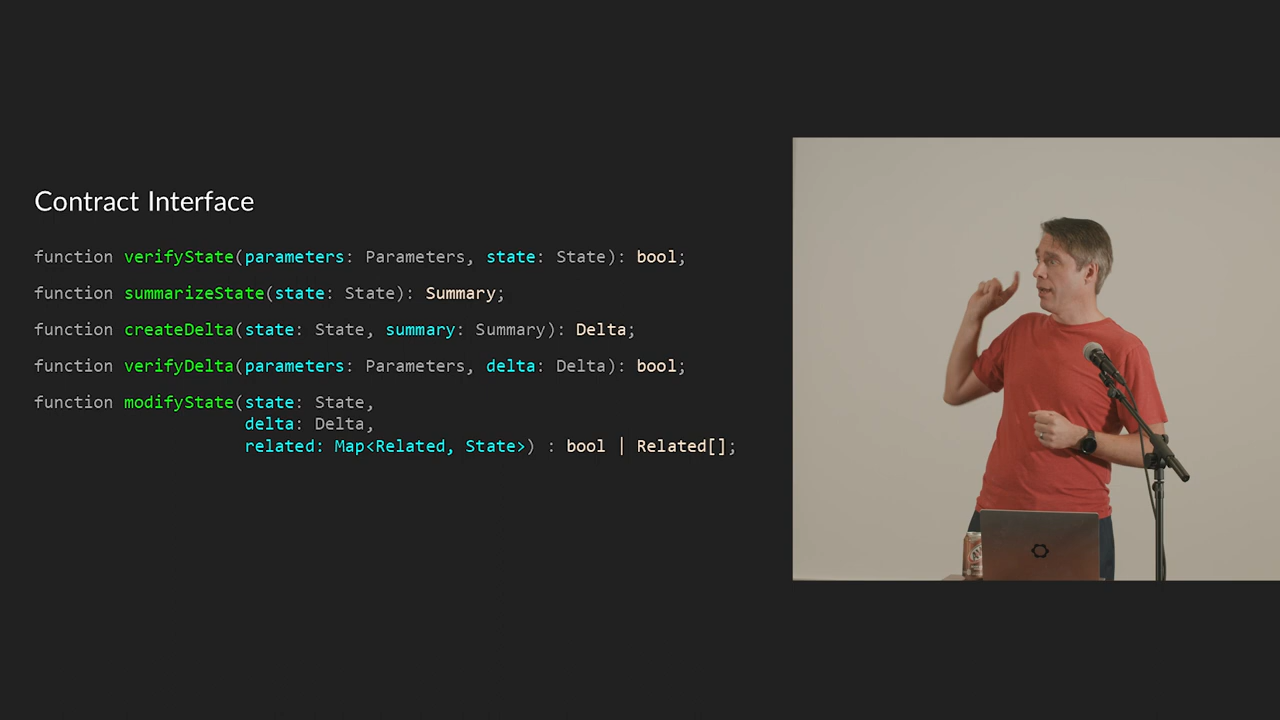 Contract Interface
function verifyState(parameters: Parameters, state: State): bool;
function summarizeState(state: State): Summary;
function createDelta(state: State, summary: Summary): Delta;
function verifyDelta(parameters: Parameters, delta: Delta): bool;
function modifyState(state: State,
delta: Delta,
related: Map<Related, State>) : bool | Related[];